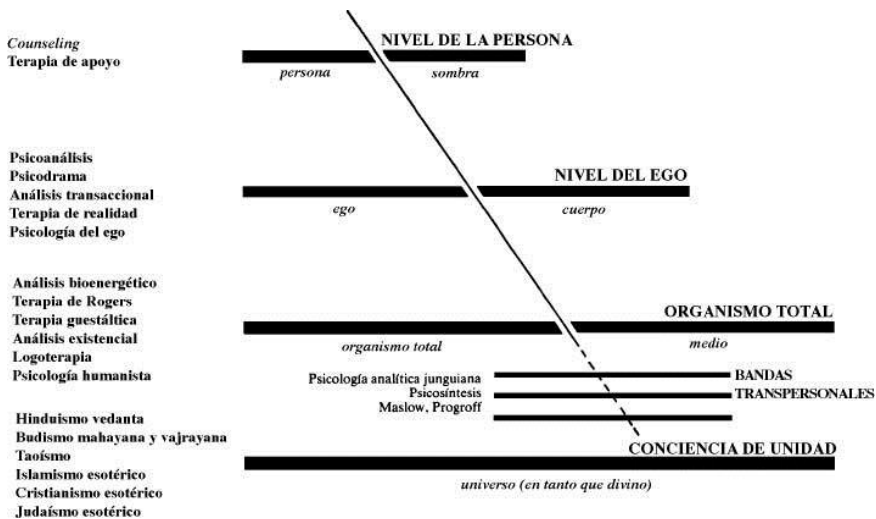 NIVEL DE LA PERSONA
Counseling
Terapia de apoyo
persona
sombra
Psicoanálisis
Psicodrama
Análisis transaccional
Terapia de realidad
Psicología del ego
NIVEL DEL EGO
ego
cuerpo
Análisis bioenergético
Terapia de Rogers
Terapia guestáltica
Análisis existencial
Logoterapia
Psicología humanista
ORGANISMO TOTAL
organismo total
medio
Psicología analítica junguiana
Psicosíntesis
Maslow, Progroff
BANDAS
TRANSPERSONALES
Hinduismo vedanta
Budismo mahayana y vajrayana
Taoísmo
Islamismo esotérico
Cristianismo esotérico
Judaísmo esotérico
CONCIENCIA DE UNIDAD
universo (en tanto que divino)